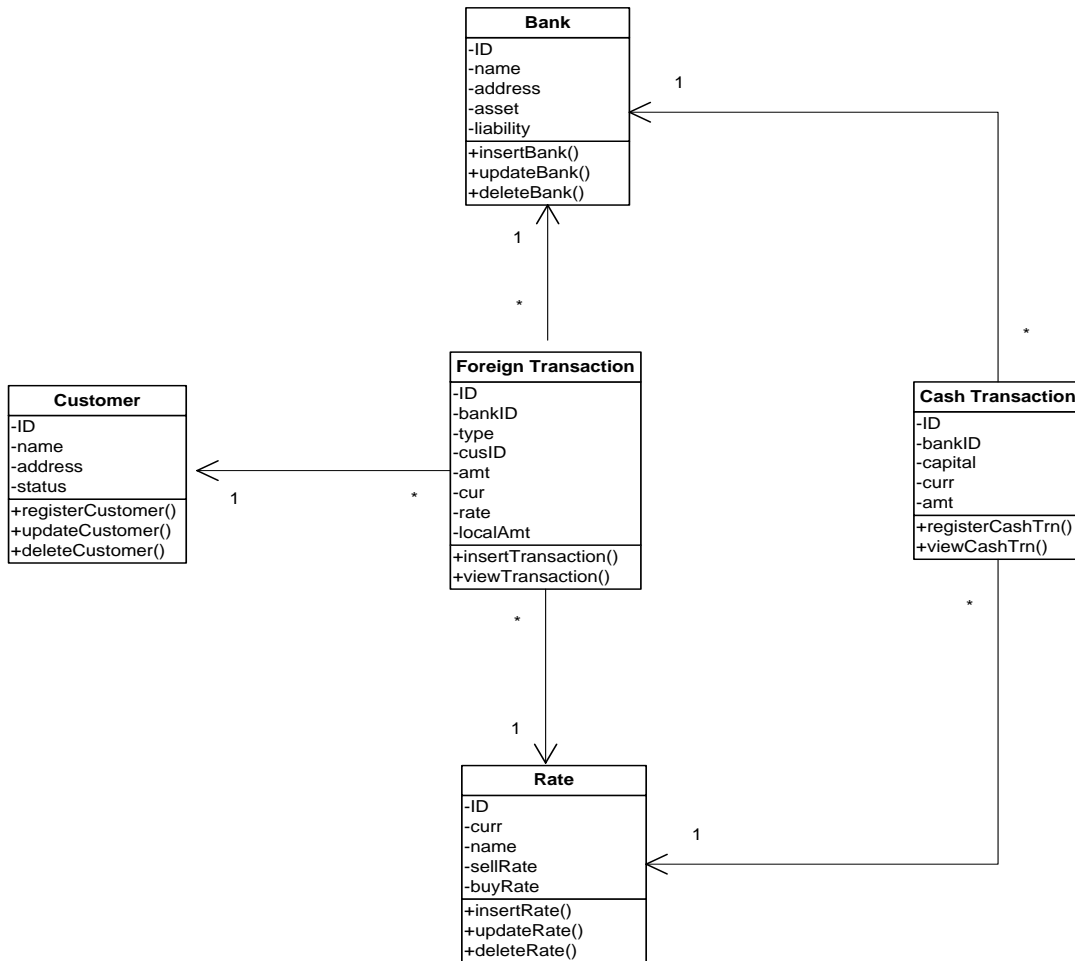 Bank
-ID
-name
-address
-asset
-liability
+insertBank()
+updateBank()
+deleteBank()
1
1
*
*
Foreign Transaction
-ID
-bankID
-type
-cusID
-amt
-cur
-rate
-localAmt
+insertTransaction()
+viewTransaction()
Customer
-ID
-name
-address
-status
+registerCustomer()
+updateCustomer()
+deleteCustomer()
1
*
Cash Transaction
-ID
-bankID
-capital
-curr
-amt
+registerCashTrn()
+viewCashTrn()
*
*
1
1
Rate
-ID
-curr
-name
-sellRate
-buyRate
+insertRate()
+updateRate()
+deleteRate()